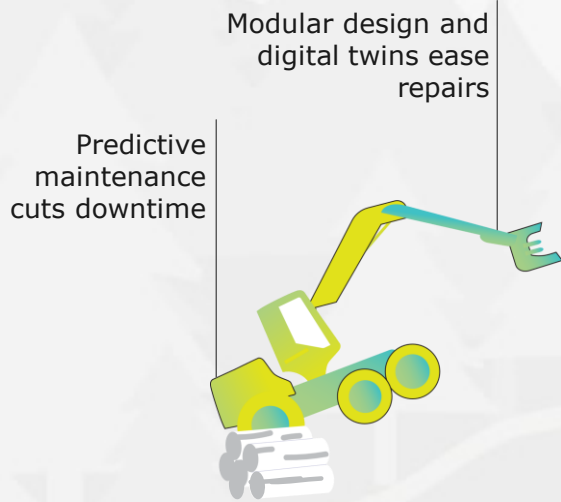 Modular design and
digital twins ease
repairs
Predictive
maintenance
cuts downtime